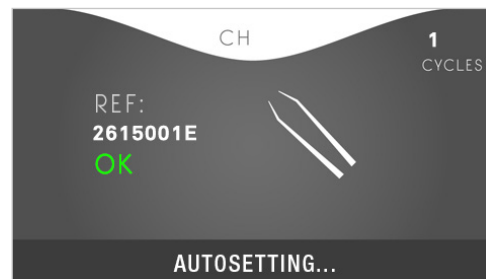 CH
1
CYCLES
REF:
2615001E
OK
AUTOSETTING...